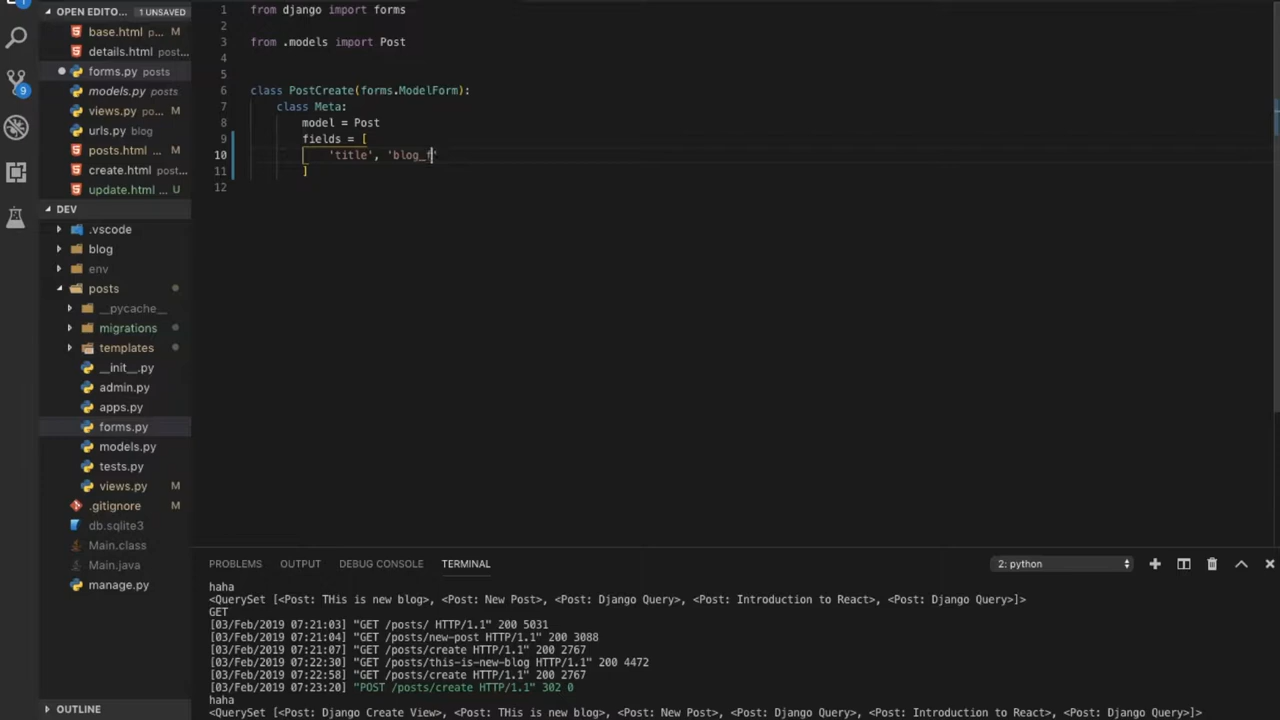 OPEN EDITO... 1 UNSAVED
base.html p...
M
details.html post...
forms.py posts
9
models.py posts
views.py po...
M
urls.py blog
posts.html po...
M
create.html po...
update.html ...
U
DEV
.vscode
blog
env
posts
__pycache__
migrations
templates
__init__.py
admin.py
apps.py
forms.py
models.py
tests.py
views.py
M
.gitignore
M
db.sqlite3
Main.class
Main.java
manage.py
OUTLINE
1 from django import forms
2
3 from .models import Post
4
5
6 class PostCreate(forms.ModelForm):
7 class Meta:
8 model = Post
9 fields = [
10 'title', 'blog_f'
11 ]
12
PROBLEMS OUTPUT DEBUG CONSOLE TERMINAL 2: python
haha
<QuerySet [<Post: THis is new blog>, <Post: New Post>, <Post: Django Query>, <Post: Introduction to React>, <Post: Django Query>]>
GET
[03/Feb/2019 07:21:03] "GET /posts/ HTTP/1.1" 200 5031
[03/Feb/2019 07:21:04] "GET /posts/new-post HTTP/1.1" 200 3088
[03/Feb/2019 07:21:07] "GET /posts/create HTTP/1.1" 200 2767
[03/Feb/2019 07:22:30] "GET /posts/this-is-new-blog HTTP/1.1" 200 4472
[03/Feb/2019 07:22:58] "GET /posts/create HTTP/1.1" 200 2767
[03/Feb/2019 07:23:20] "POST /posts/create HTTP/1.1" 302 0
haha
<QuerySet [<Post: Django Create View>, <Post: THis is new blog>, <Post: New Post>, <Post: Django Query>, <Post: Introduction to React>]>